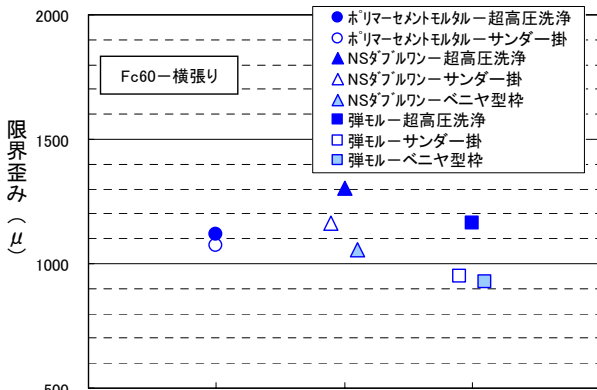 2000
1500
1000
500
限界歪み（μ）
Fc60ー横張り
ポリマーセメントモルタルー超高圧洗浄
ポリマーセメントモルタルーサンダー掛
NSダブルワンー超高圧洗浄
NSダブルワンーサンダー掛
NSダブルワンーベニヤ型枠
弾モルー超高圧洗浄
弾モルーサンダー掛
弾モルーベニヤ型枠